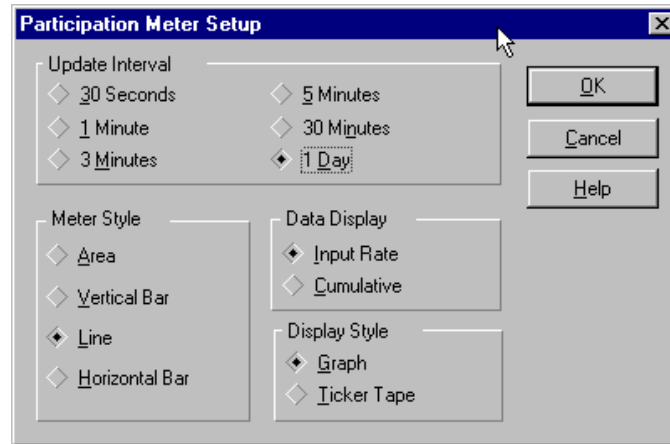 Participation Meter Setup
Update Interval
30 Seconds
1 Minute
3 Minutes
5 Minutes
30 Minutes
1 Day
OK
Cancel
Help
Meter Style
Area
Vertical Bar
Line
Horizontal Bar
Data Display
Input Rate
Cumulative
Display Style
Graph
Ticker Tape